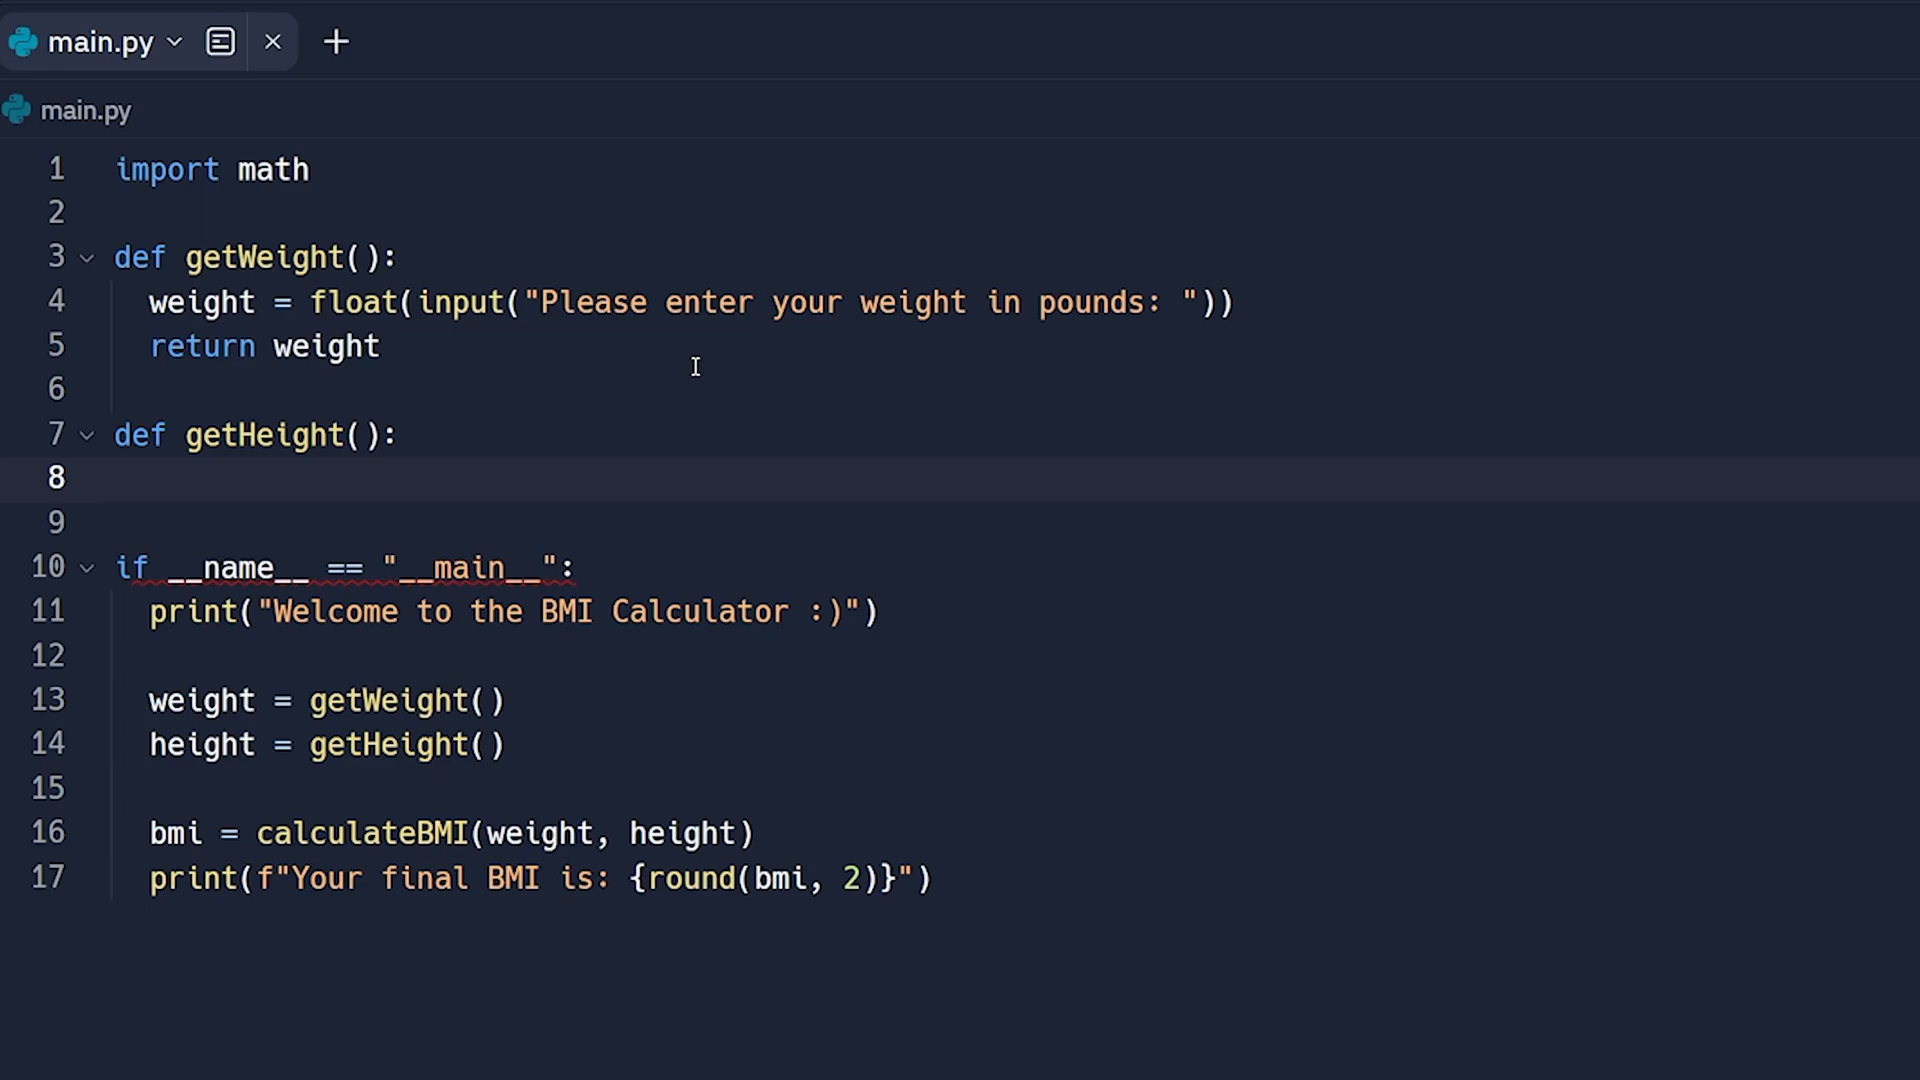 main.py
main.py
1 import math
2
3 def getWeight():
4 weight = float(input("Please enter your weight in pounds: "))
5 return weight
6
7 def getHeight():
8
9
10 if __name__ == "__main__":
11 print("Welcome to the BMI Calculator :)")
12
13 weight = getWeight()
14 height = getHeight()
15
16 bmi = calculateBMI(weight, height)
17 print(f"Your final BMI is: {round(bmi, 2)}")